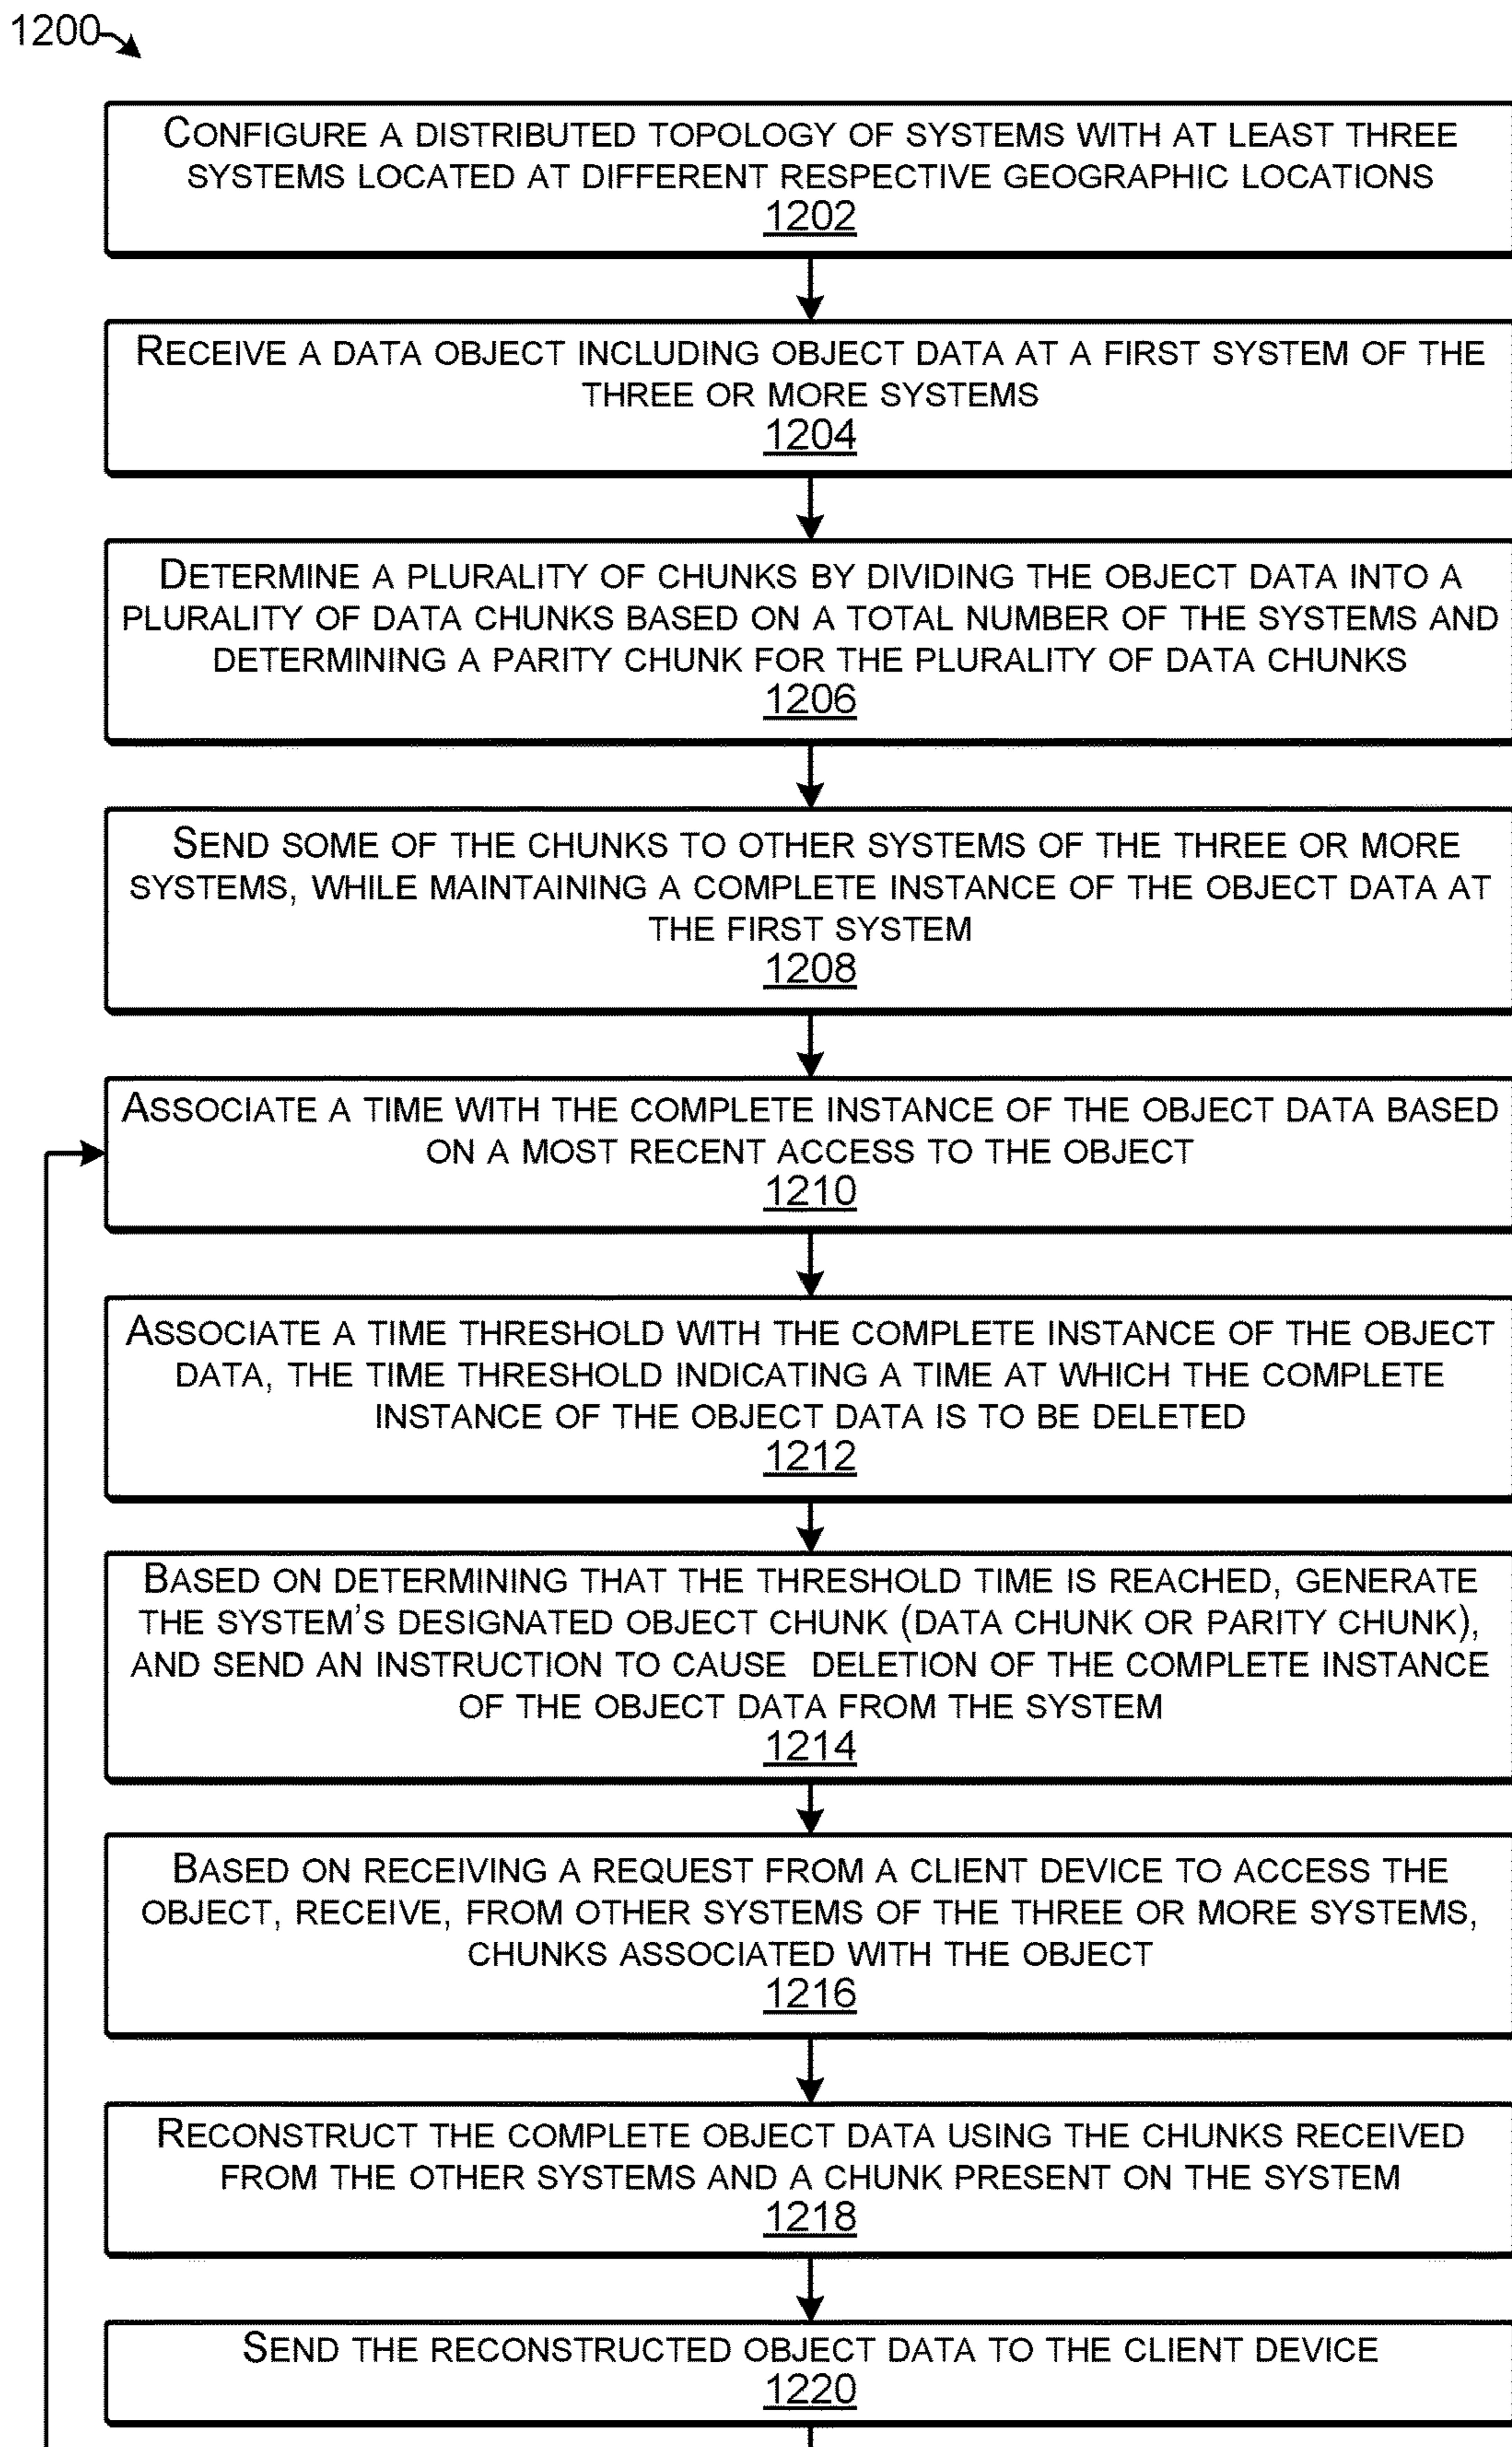 1200
CONFIGURE A DISTRIBUTED TOPOLOGY OF SYSTEMS WITH AT LEAST THREE
SYSTEMS LOCATED AT DIFFERENT RESPECTIVE GEOGRAPHIC LOCATIONS
1202
RECEIVE A DATA OBJECT INCLUDING OBJECT DATA AT A FIRST SYSTEM OF THE
THREE OR MORE SYSTEMS
1204
DETERMINE A PLURALITY OF CHUNKS BY DIVIDING THE OBJECT DATA INTO A
PLURALITY OF DATA CHUNKS BASED ON A TOTAL NUMBER OF THE SYSTEMS AND
DETERMINING A PARITY CHUNK FOR THE PLURALITY OF DATA CHUNKS
1206
SEND SOME OF THE CHUNKS TO OTHER SYSTEMS OF THE THREE OR MORE
SYSTEMS, WHILE MAINTAINING A COMPLETE INSTANCE OF THE OBJECT DATA AT
THE FIRST SYSTEM
1208
ASSOCIATE A TIME WITH THE COMPLETE INSTANCE OF THE OBJECT DATA BASED
ON A MOST RECENT ACCESS TO THE OBJECT
1210
ASSOCIATE A TIME THRESHOLD WITH THE COMPLETE INSTANCE OF THE OBJECT
DATA, THE TIME THRESHOLD INDICATING A TIME AT WHICH THE COMPLETE
INSTANCE OF THE OBJECT DATA IS TO BE DELETED
1212
BASED ON DETERMINING THAT THE THRESHOLD TIME IS REACHED, GENERATE
THE SYSTEM'S DESIGNATED OBJECT CHUNK (DATA CHUNK OR PARITY CHUNK),
AND SEND AN INSTRUCTION TO CAUSE DELETION OF THE COMPLETE INSTANCE
OF THE OBJECT DATA FROM THE SYSTEM
1214
BASED ON RECEIVING A REQUEST FROM A CLIENT DEVICE TO ACCESS THE
OBJECT, RECEIVE, FROM OTHER SYSTEMS OF THE THREE OR MORE SYSTEMS,
CHUNKS ASSOCIATED WITH THE OBJECT
1216
RECONSTRUCT THE COMPLETE OBJECT DATA USING THE CHUNKS RECEIVED
FROM THE OTHER SYSTEMS AND A CHUNK PRESENT ON THE SYSTEM
1218
SEND THE RECONSTRUCTED OBJECT DATA TO THE CLIENT DEVICE
1220